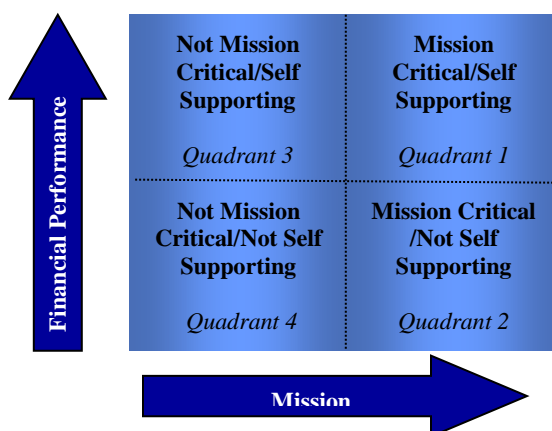 Financial Performance
Not Mission
Critical/Self
Supporting
Quadrant 3
Mission
Critical/Self
Supporting
Quadrant 1
Not Mission
Critical/Not Self
Supporting
Quadrant 4
Mission Critical
/Not Self
Supporting
Quadrant 2
Mission